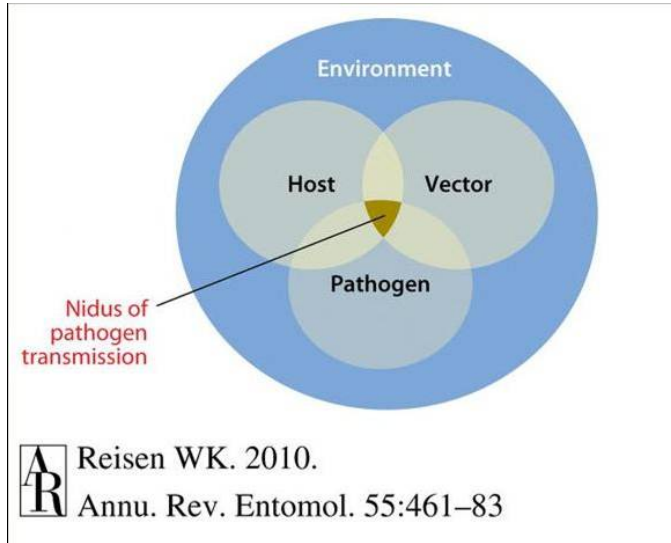 Environment
Host
Vector
Pathogen
Nidus of
pathogen
transmission
AR
Reisen WK. 2010.
Annu. Rev. Entomol. 55:461–83